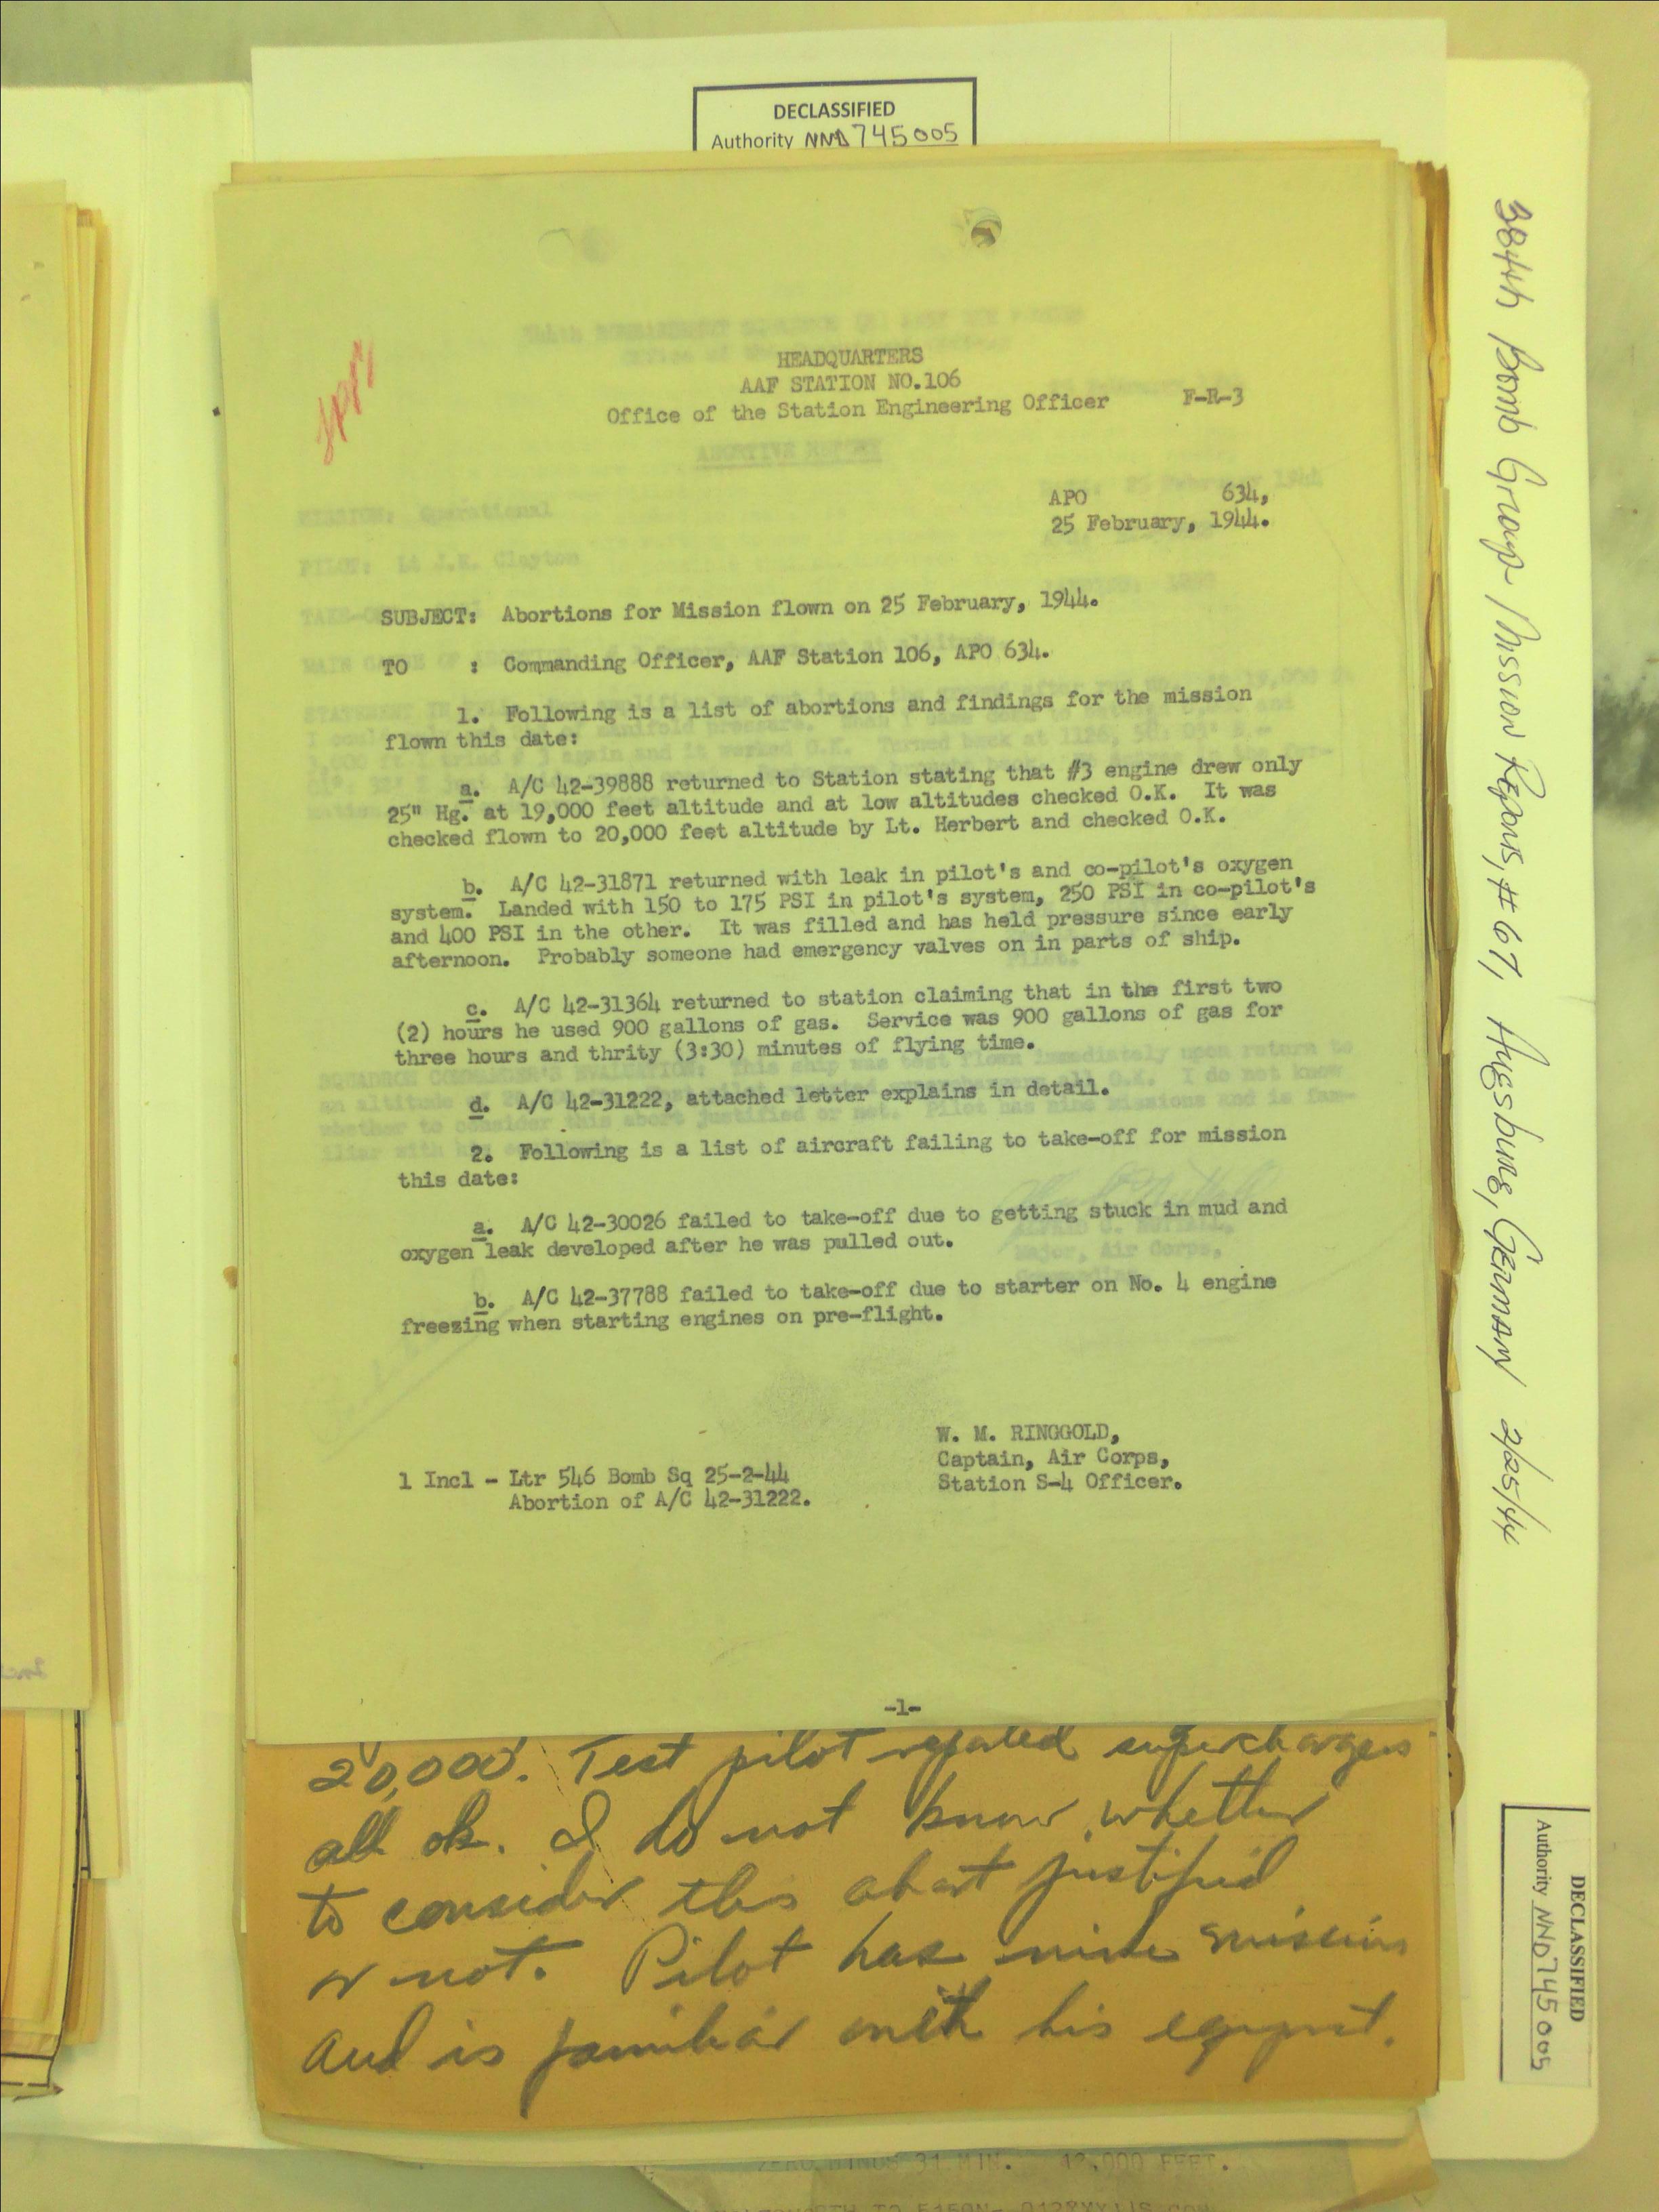 DECLASSIFIED
Authority NND 745005
HEADQUARTERS
AAF STATION NO.106
Office of the Station Engineering Officer F-R-3
APO 634,
25 February, 1944.
SUBJECT: Abortions for Mission flown on 25 February, 1944.
TO : Commanding Officer, AAF Station 106, APO 634.
1. Following is a list of abortions and findings for the mission
flown this date:
a. A/C 42-39888 returned to Station stating that #3 engine drew only
25" Hg. at 19,000 feet altitude and at low altitudes checked O.K. It was
checked flown to 20,000 feet altitude by Lt. Herbert and checked O.K.
b. A/C 42-31871 returned with leak in pilot's and co-pilot's oxygen
system. Landed with 150 to 175 PSI in pilot's system, 250 PSI in co-pilot's
and 400 PSI in the other. It was filled and has held pressure since early
afternoon. Probably someone had emergency valves on in parts of ship.
c. A/C 42-31364 returned to station claiming that in the first two
(2) hours he used 900 gallons of gas. Service was 900 gallons of gas for
three hours and thrity (3:30) minutes of flying time.
d. A/C 42-31222, attached letter explains in detail.
2. Following is a list of aircraft failing to take-off for mission
this date:
a. A/C 42-30026 failed to take-off due to getting stuck in mud and
oxygen leak developed after he was pulled out.
b. A/C 42-37788 failed to take-off due to starter on No. 4 engine
freezing when starting engines on pre-flight.
W. M. RINGGOLD,
Captain, Air Corps,
Station S-4 Officer.
1 Incl - Ltr 546 Bomb Sq 25-2-44
Abortion of A/C 42-31222.
-1-
20,000'. Test pilot reported superchargers
all ok. I do not know whether
to consider this abort justified
or not. Pilot has nine missions
and is familiar with his equipment.
31 MIN. 12,000 FEET.
384th Bomb Group Mission Reports, #67, Augsburg, Germany 2/25/44
DECLASSIFIED
Authority NND 745005